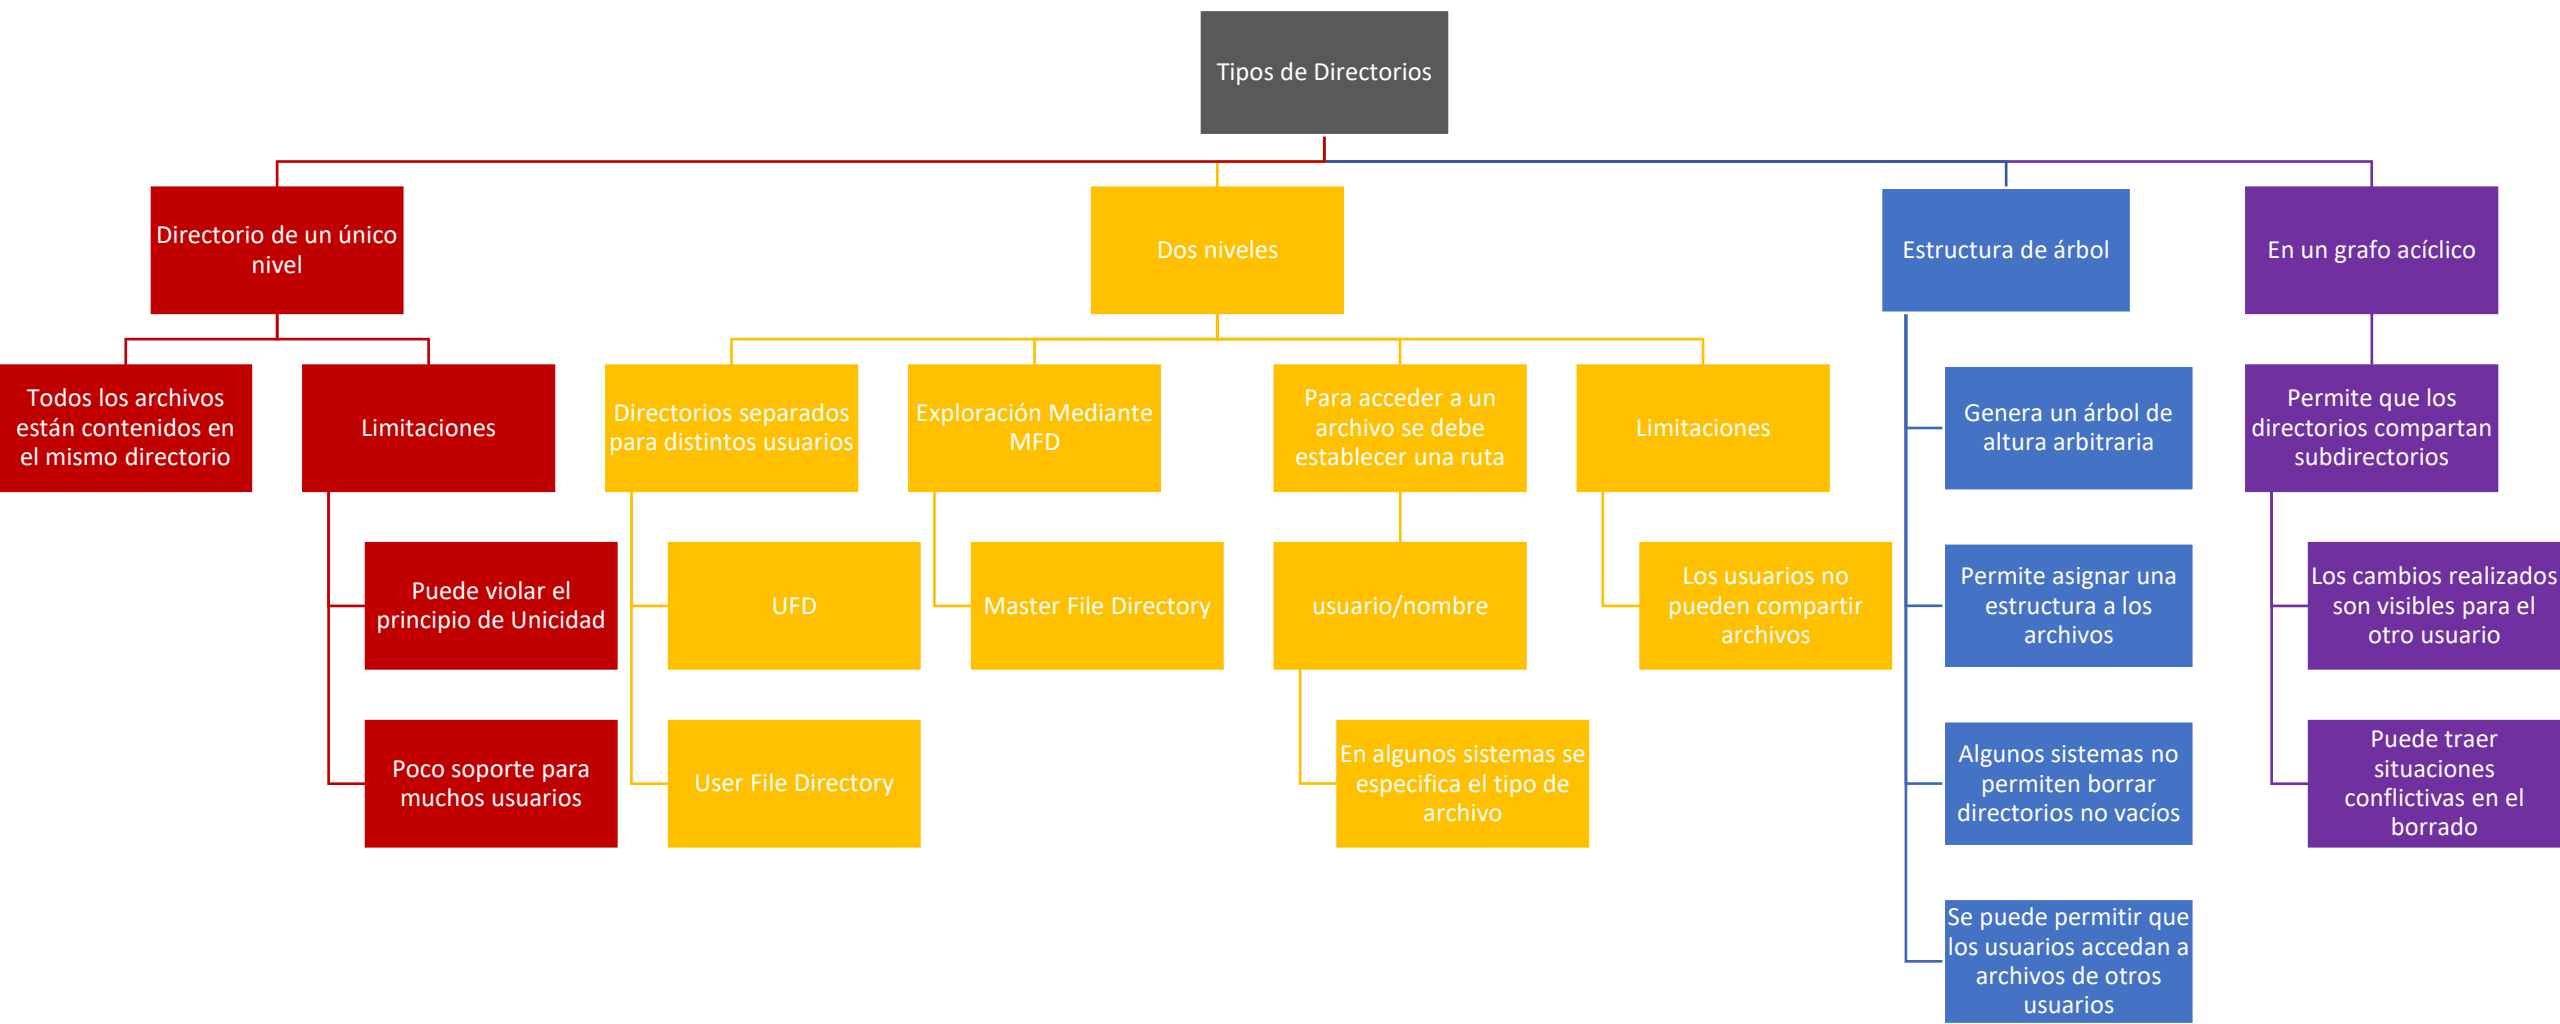 Tipos de Directorios
Directorio de un único
nivel
Dos niveles
Estructura de árbol
En un grafo acíclico
Todos los archivos
están contenidos en
el mismo directorio
Limitaciones
Directorios separados
para distintos usuarios
Exploración Mediante
MFD
Para acceder a un
archivo se debe
establecer una ruta
Limitaciones
Genera un árbol de
altura arbitraria
Permite que los
directorios compartan
subdirectorios
Puede violar el
principio de Unicidad
UFD
Master File Directory
usuario/nombre
Los usuarios no
pueden compartir
archivos
Permite asignar una
estructura a los
archivos
Los cambios realizados
son visibles para el
otro usuario
Poco soporte para
muchos usuarios
User File Directory
En algunos sistemas se
especifica el tipo de
archivo
Algunos sistemas no
permiten borrar
directorios no vacíos
Puede traer
situaciones
conflictivas en el
borrado
Se puede permitir que
los usuarios accedan a
archivos de otros
usuarios